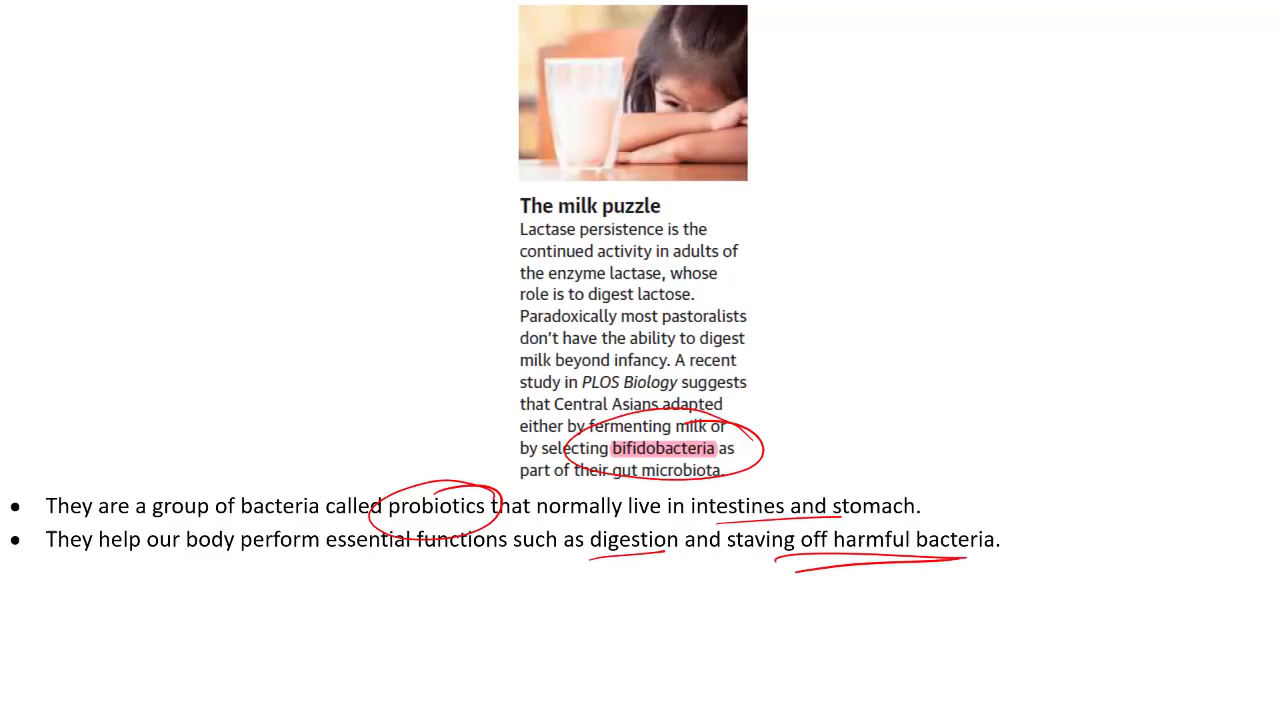 The milk puzzle
Lactase persistence is the
continued activity in adults of
the enzyme lactase, whose
role is to digest lactose.
Paradoxically most pastoralists
don't have the ability to digest
milk beyond infancy. A recent
study in PLOS Biology suggests
that Central Asians adapted
either by fermenting milk or
by selecting bifidobacteria as
part of their gut microbiota.
• They are a group of bacteria called probiotics that normally live in intestines and stomach.
• They help our body perform essential functions such as digestion and staving off harmful bacteria.